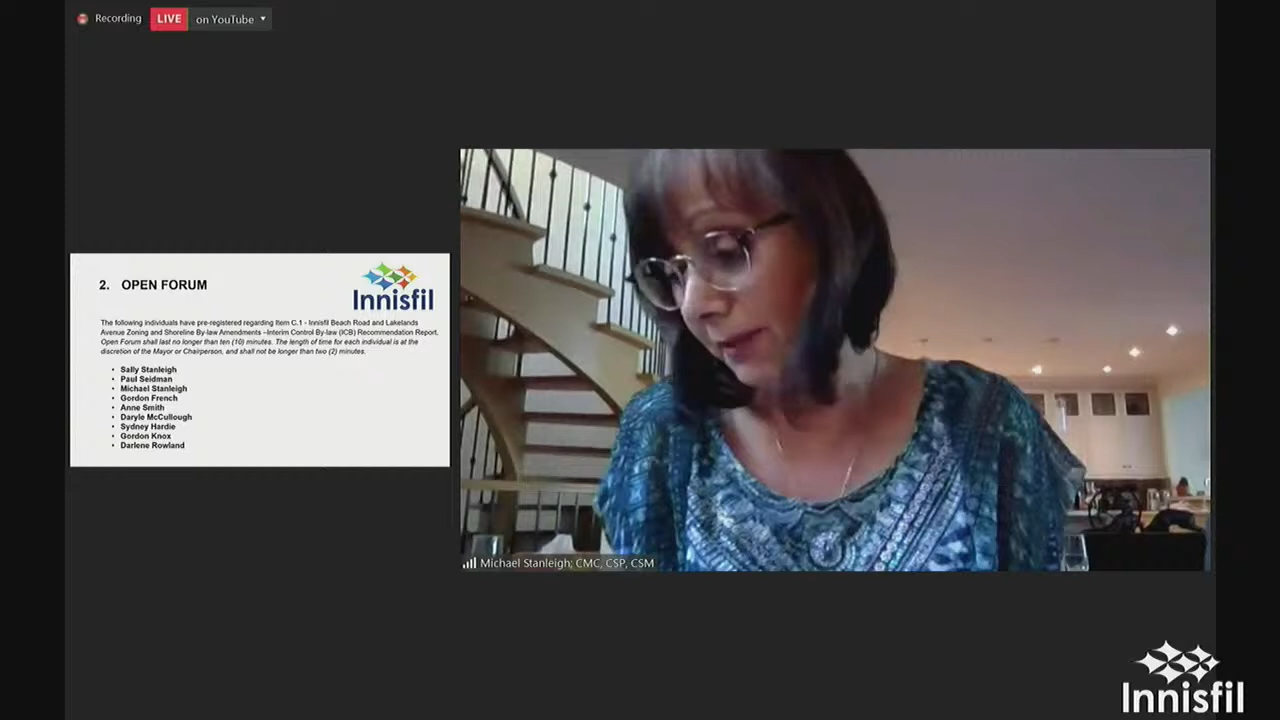 Recording
LIVE on YouTube
2. OPEN FORUM
Innisfil
The following individuals have pre-registered regarding Item C.1 - Innisfil Beach Road and Lakelands
Avenue Zoning and Shoreline By-law Amendments –Interim Control By-law (ICB) Recommendation Report.
Open Forum shall last no longer than ten (10) minutes. The length of time for each individual is at the
discretion of the Mayor or Chairperson, and shall not be longer than two (2) minutes.
• Sally Stanleigh
• Paul Seidman
• Michael Stanleigh
• Gordon French
• Anne Smith
• Daryle McCullough
• Sydney Hardie
• Gordon Knox
• Darlene Rowland
Michael Stanleigh; CMC, CSP, CSM
Innisfil